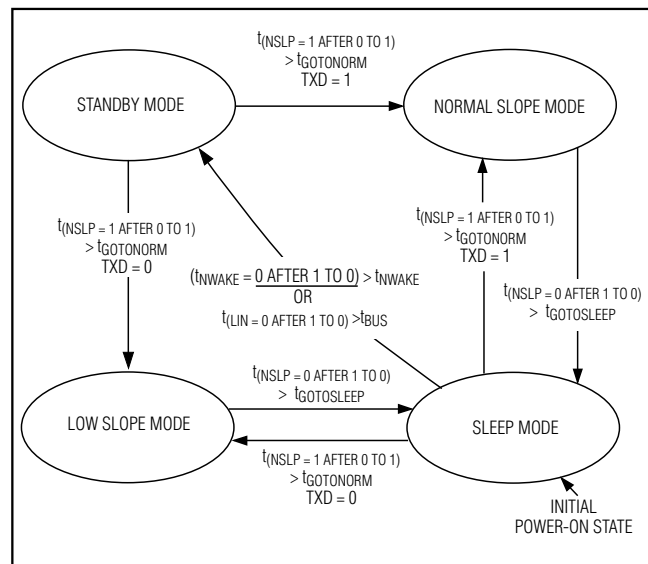 t(NSLP = 1 AFTER 0 TO 1)
> tGOTONORM
TXD = 1
STANDBY MODE
NORMAL SLOPE MODE
t(NSLP = 1 AFTER 0 TO 1)
> tGOTONORM
TXD = 0
t(NSLP = 1 AFTER 0 TO 1)
> tGOTONORM
TXD = 1
(tNWAKE = 0 AFTER 1 TO 0) > tNWAKE
OR
t(LIN = 0 AFTER 1 TO 0) >tBUS
t(NSLP = 0 AFTER 1 TO 0)
> tGOTOSLEEP
t(NSLP = 0 AFTER 1 TO 0)
> tGOTOSLEEP
LOW SLOPE MODE
SLEEP MODE
t(NSLP = 1 AFTER 0 TO 1)
> tGOTONORM
TXD = 0
INITIAL
POWER-ON STATE